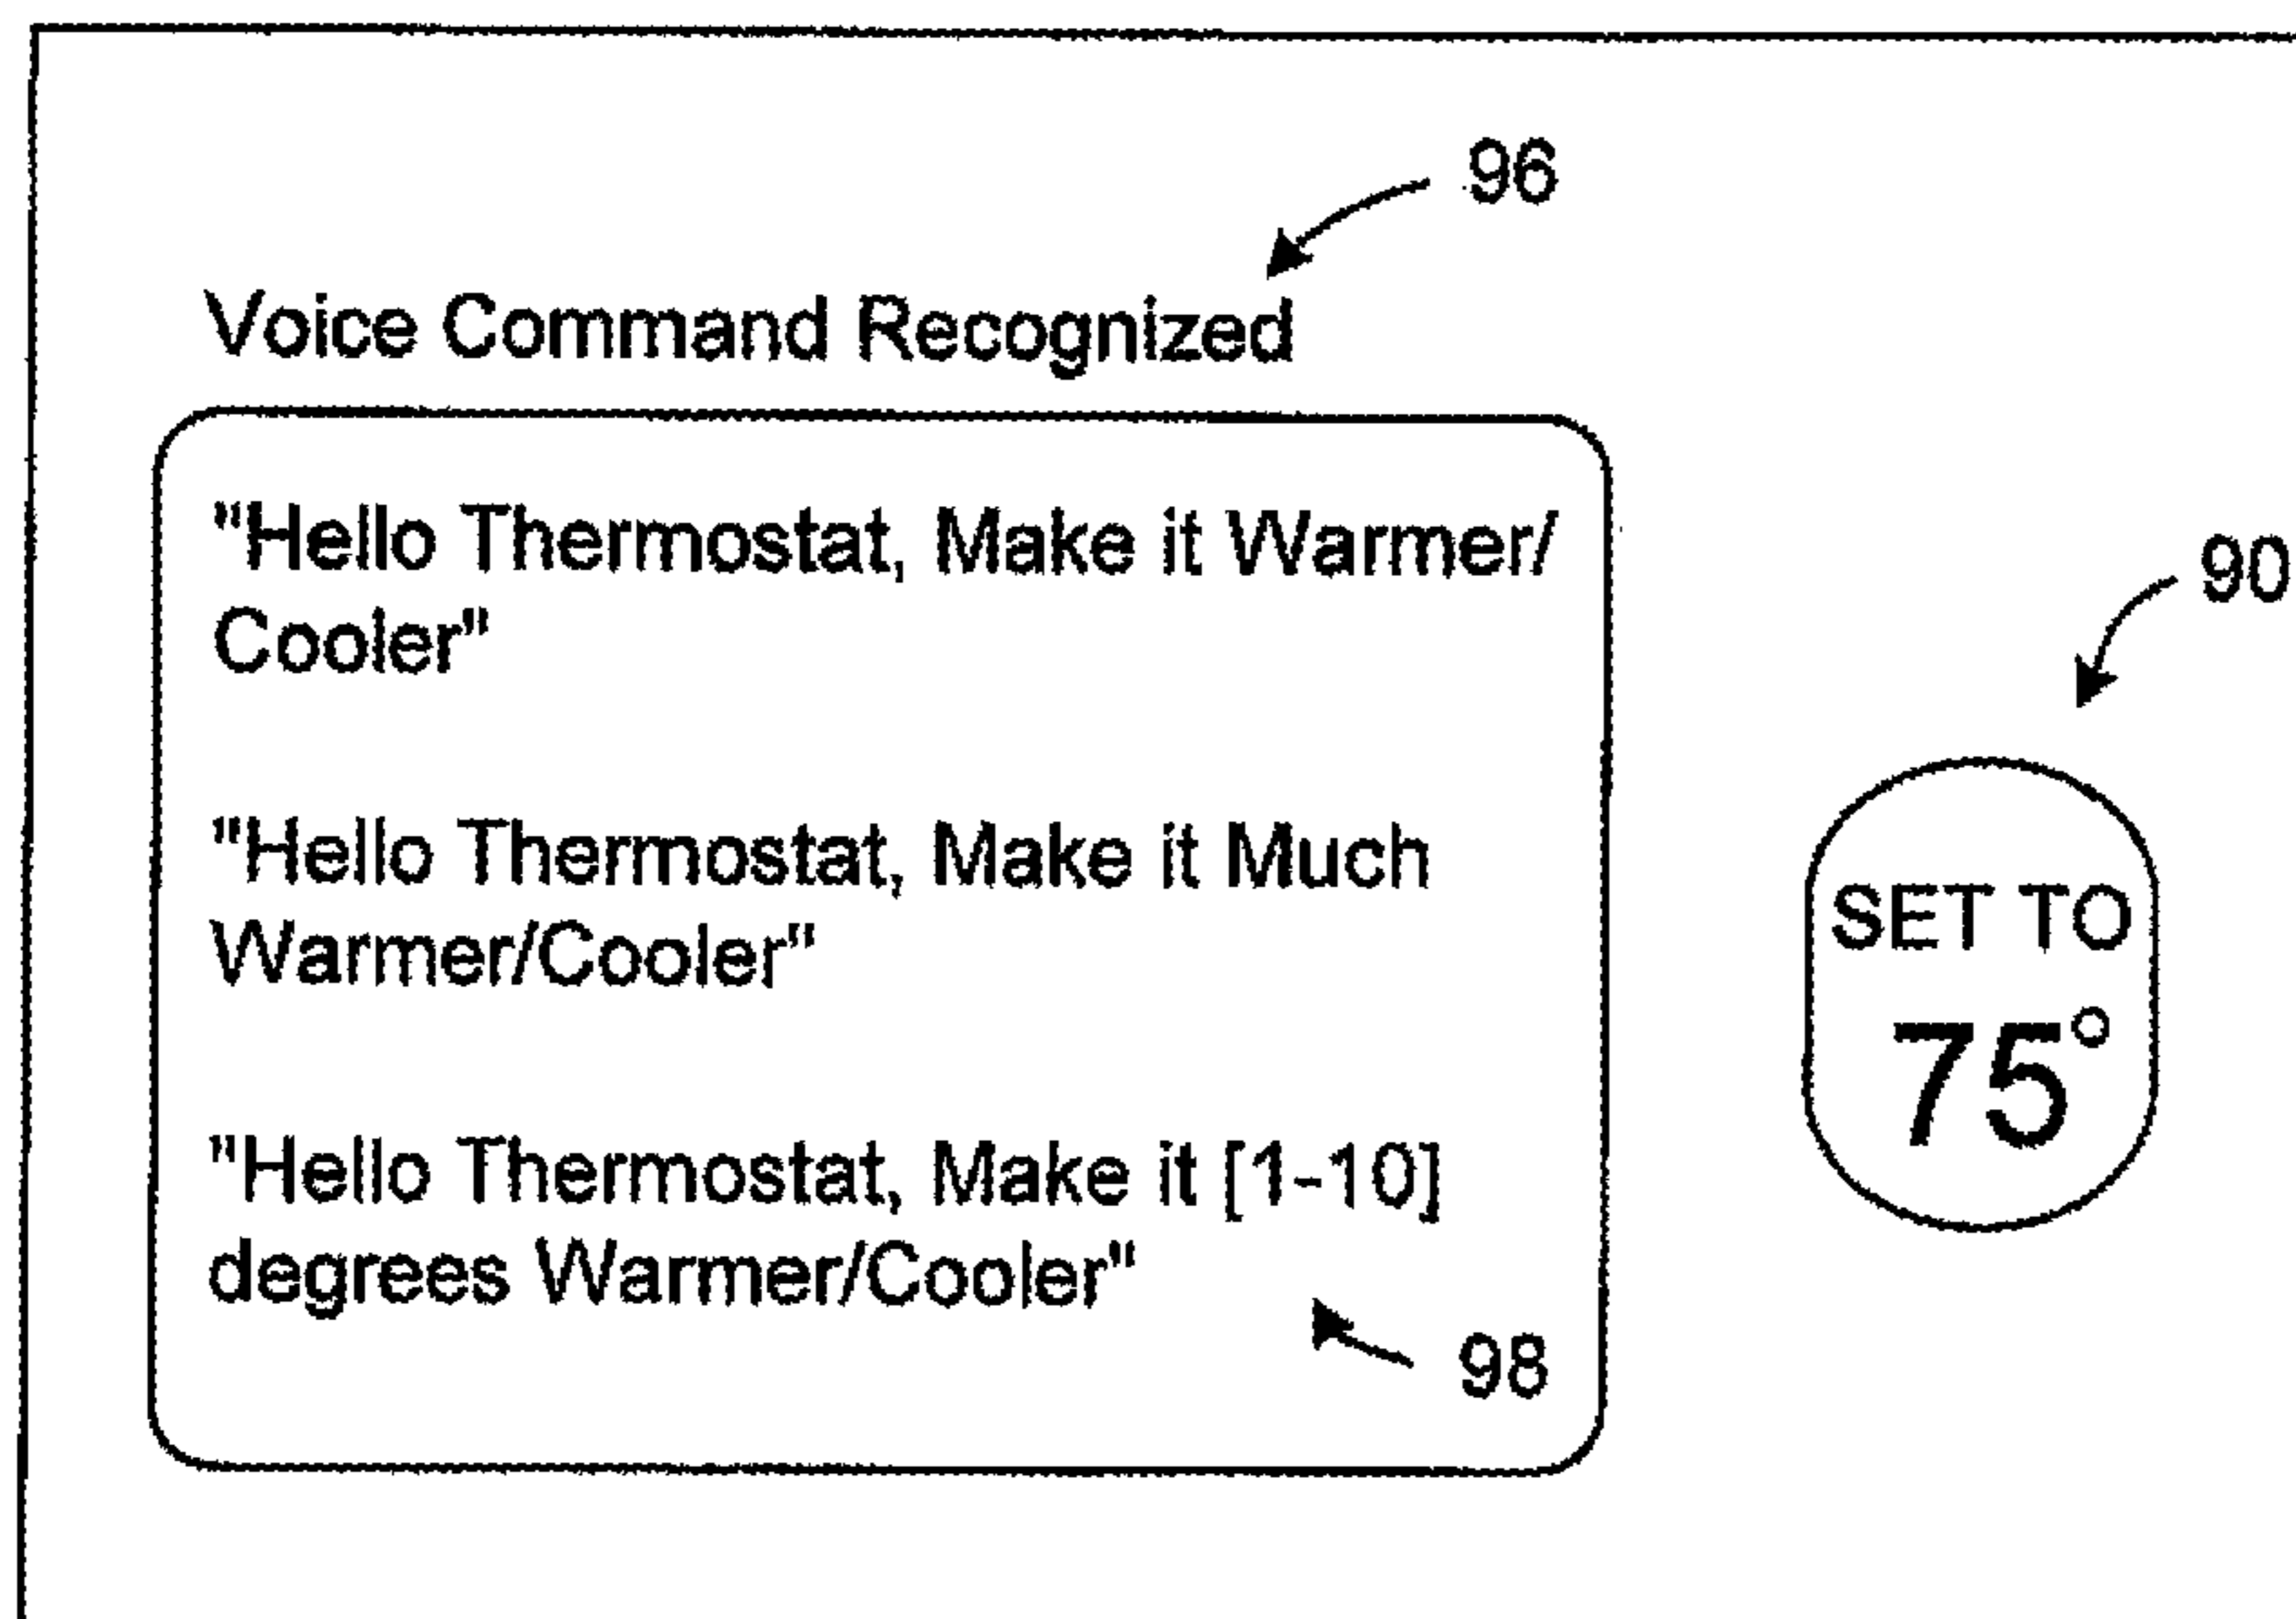 96
Voice Command Recognized
"Hello Thermostat, Make it Warmer/
Cooler"
90
"Hello Thermostat, Make it Much
Warmer/Cooler"
SET TO
75°
"Hello Thermostat, Make it [1-10]
degrees Warmer/Cooler"
98